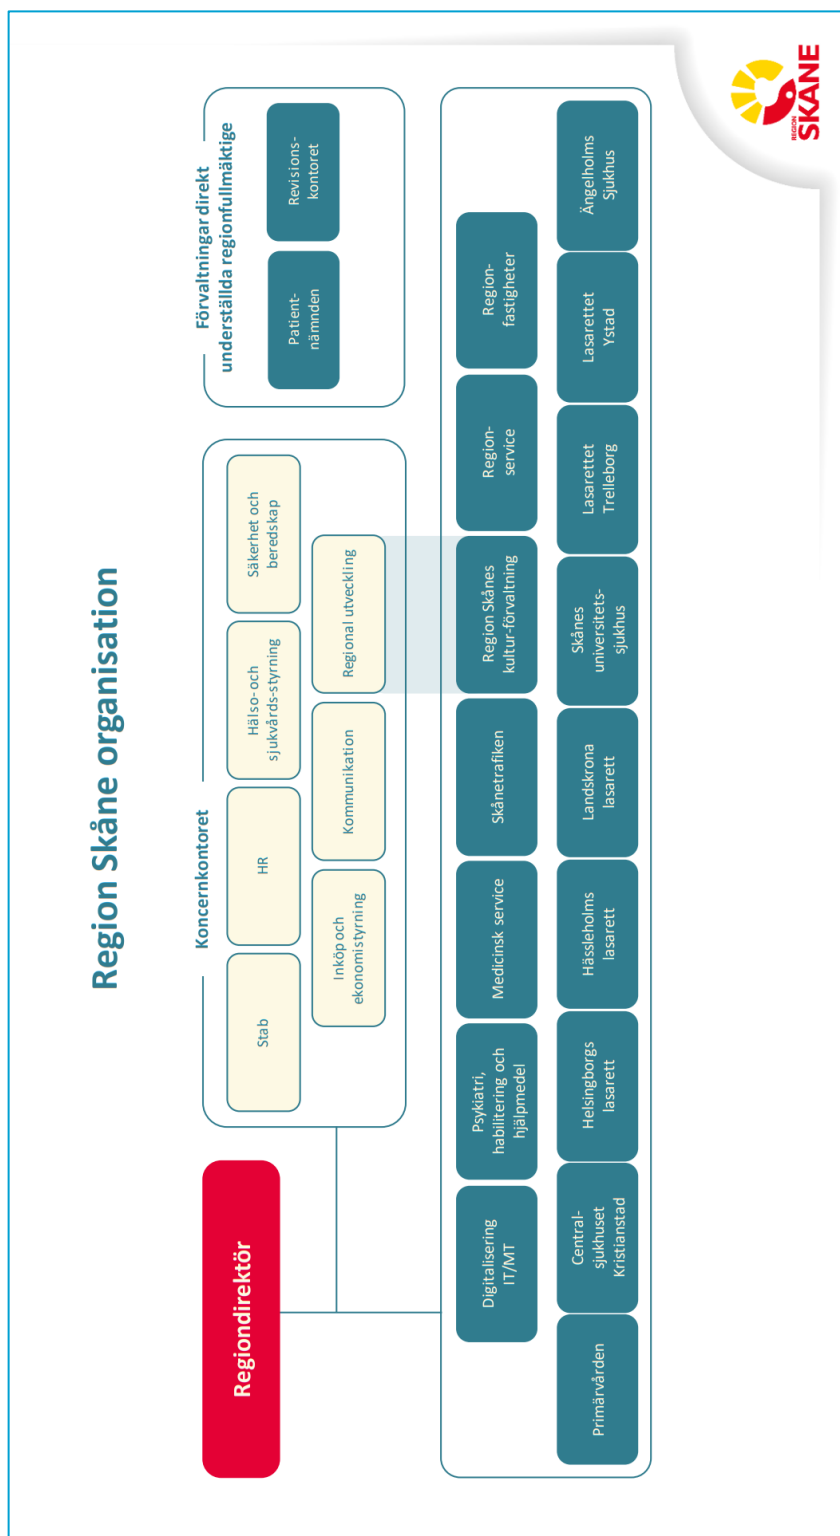 Region Skåne organisation
Regiondirektör
Koncernkontoret
Stab
HR
Hälso- och
sjukvårds-styrning
Säkerhet och
beredskap
Inköp och
ekonomistyrning
Kommunikation
Regional utveckling
Förvaltningar direkt
underställda regionfullmäktige
Patient-
nämnden
Revisions-
kontoret
Digitalisering
IT/MT
Psykiatri,
habilitering och
hjälpmedel
Medicinsk service
Skånetrafiken
Region Skånes
kultur-förvaltning
Region-
service
Region-
fastigheter
Primärvården
Central-
sjukhuset
Kristianstad
Helsingborgs
lasarett
Hässleholms
lasarett
Landskrona
lasarett
Skånes
universitets-
sjukhus
Lasarettet
Trelleborg
Lasarettet
Ystad
Ängelholms
Sjukhus
REGION
SKÅNE